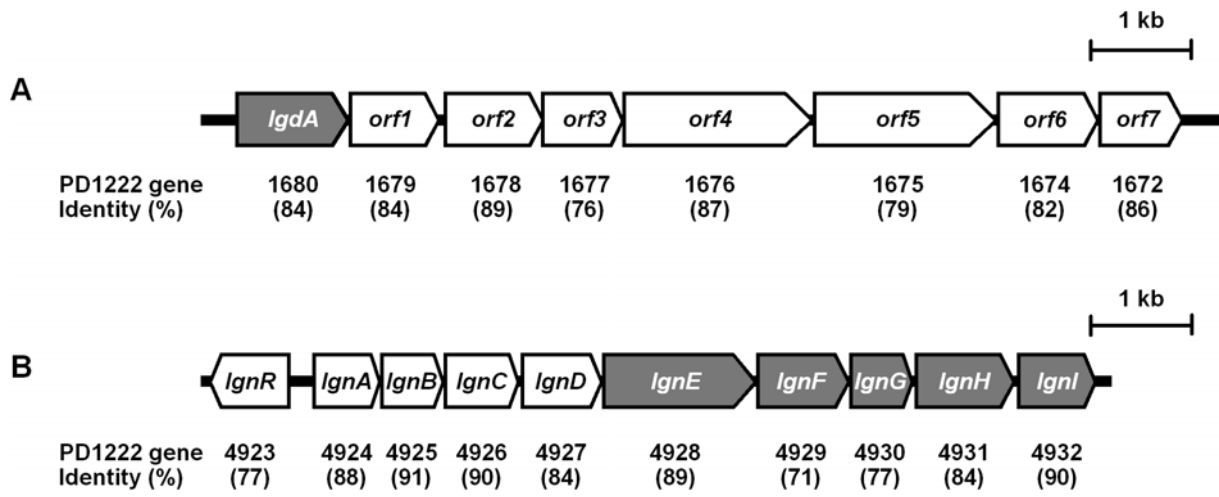 1 kb
A
lgdA orf1 orf2 orf3 orf4 orf5 orf6 orf7
PD1222 gene 1680 1679 1678 1677 1676 1675 1674 1672
Identity (%) (84) (84) (89) (76) (87) (79) (82) (86)
1 kb
B
lgnR lgnA lgnB lgnC lgnD lgnE lgnF lgnG lgnH lgnI
PD1222 gene 4923 4924 4925 4926 4927 4928 4929 4930 4931 4932
Identity (%) (77) (88) (91) (90) (84) (89) (71) (77) (84) (90)